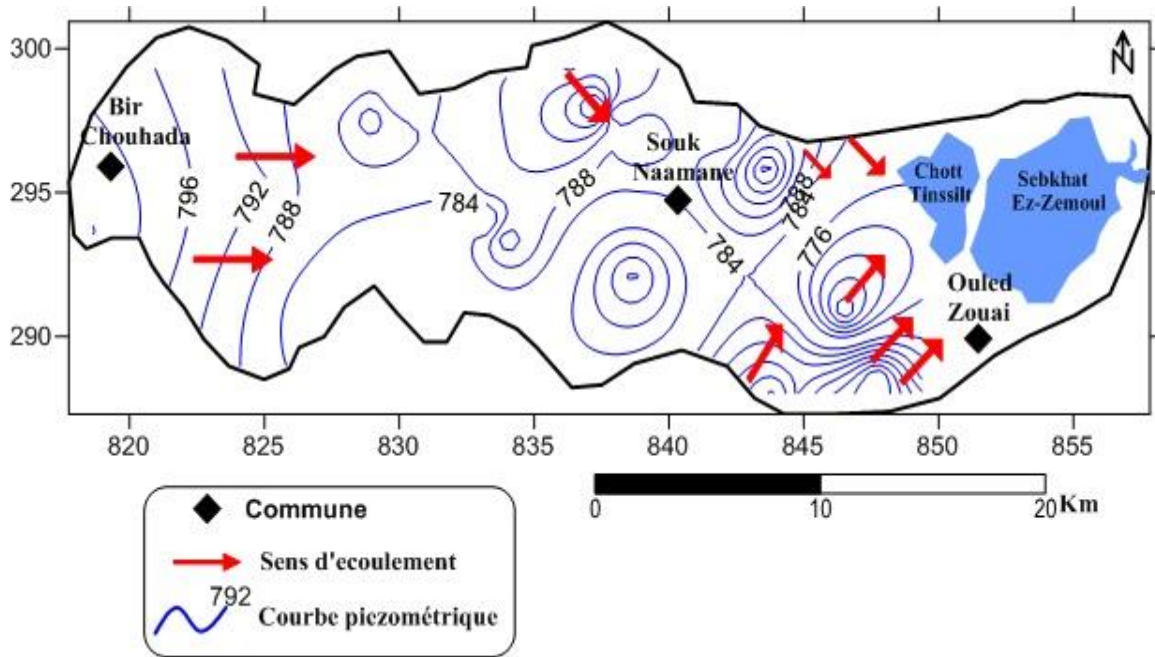 300
295
290
820
825
830
835
840
845
850
855
N
Bir
Chouhada
796
792
788
784
788
Souk
Naamane
784
788
784
776
Chott
Tinssilt
Sebkhat
Ez-Zemoul
Ouled
Zouai
0
10
20
Km
Commune
Sens d'ecoulement
792
Courbe piezométrique